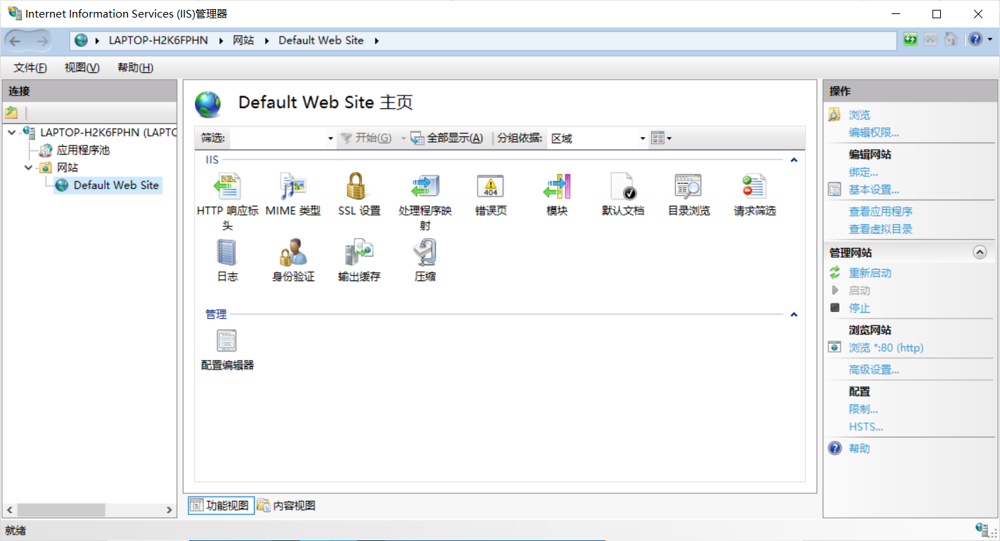 Internet Information Services (IIS)管理器
LAPTOP-H2K6FPHN
网站
Default Web Site
文件(F)
视图(V)
帮助(H)
连接
LAPTOP-H2K6FPHN (LAPTO
应用程序池
网站
Default Web Site
Default Web Site 主页
筛选:
开始(G)
全部显示(A)
分组依据:
区域
IIS
HTTP 响应标
头
MIME 类型
SSL 设置
处理程序映
射
错误页
404
模块
默认文档
目录浏览
请求筛选
日志
身份验证
输出缓存
压缩
管理
配置编辑器
功能视图
内容视图
操作
浏览
编辑权限...
编辑网站
绑定...
基本设置...
查看应用程序
查看虚拟目录
管理网站
重新启动
启动
停止
浏览网站
浏览 *:80 (http)
高级设置...
配置
限制...
HSTS...
帮助
就绪